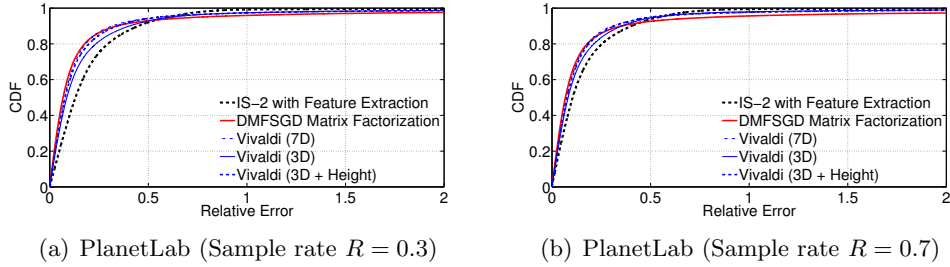 1
0.8
0.6
0.4
0.2
0
CDF
IS-2 with Feature Extraction
DMFSGD Matrix Factorization
Vivaldi (7D)
Vivaldi (3D)
Vivaldi (3D + Height)
0 0.5 1 1.5 2
Relative Error
(a) PlanetLab (Sample rate R = 0.3)
1
0.8
0.6
0.4
0.2
0
CDF
IS-2 with Feature Extraction
DMFSGD Matrix Factorization
Vivaldi (7D)
Vivaldi (3D)
Vivaldi (3D + Height)
0 0.5 1 1.5 2
Relative Error
(b) PlanetLab (Sample rate R = 0.7)